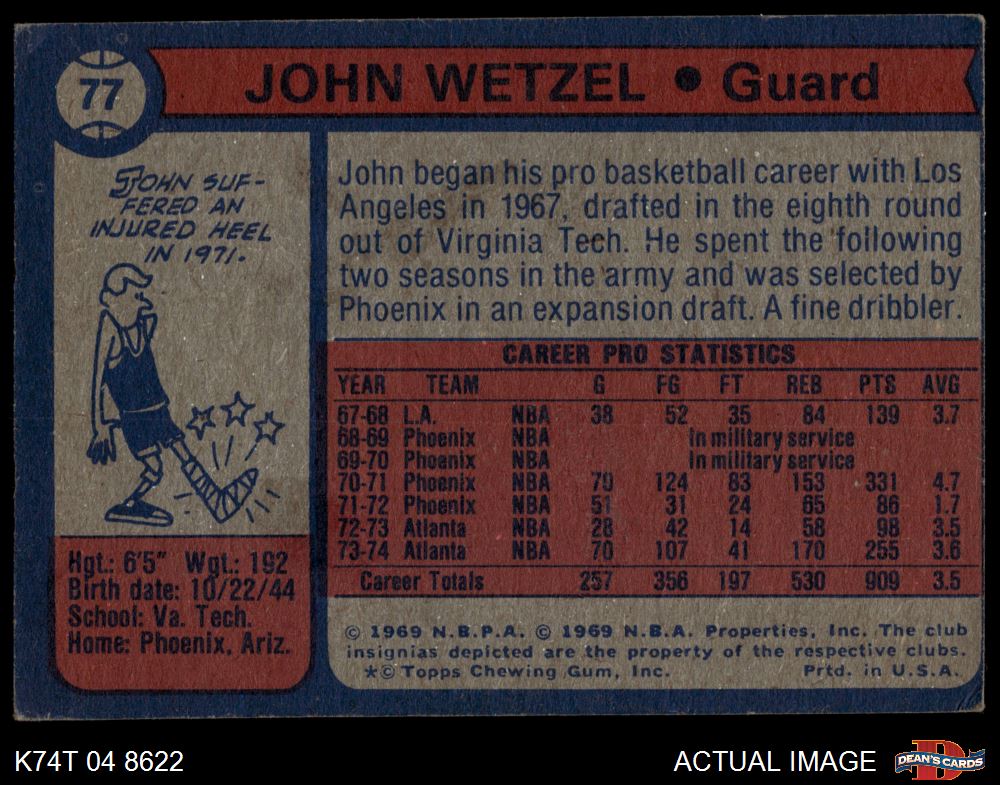 77
JOHN WETZEL • Guard
JOHN SUF-
FERED AN
INJURED HEEL
IN 1971.
John began his pro basketball career with Los
Angeles in 1967, drafted in the eighth round
out of Virginia Tech. He spent the following
two seasons in the army and was selected by
Phoenix in an expansion draft. A fine dribbler.
CAREER PRO STATISTICS
YEAR TEAM G FG FT REB PTS AVG
67-68 L.A. NBA 38 52 35 84 139 3.7
68-69 Phoenix NBA In military service
69-70 Phoenix NBA In military service
70-71 Phoenix NBA 70 124 83 153 331 4.7
71-72 Phoenix NBA 51 31 24 65 86 1.7
72-73 Atlanta NBA 28 42 14 58 98 3.5
73-74 Atlanta NBA 70 107 41 170 255 3.6
Career Totals 257 356 197 530 909 3.5
Hgt.: 6'5" Wgt.: 192
Birth date: 10/22/44
School: Va. Tech.
Home: Phoenix, Ariz.
© 1969 N.B.P.A. © 1969 N.B.A. Properties, Inc. The club
insignias depicted are the property of the respective clubs.
*© Topps Chewing Gum, Inc. Prtd. in U.S.A.
K74T 04 8622 ACTUAL IMAGE DEAN'S CARDS